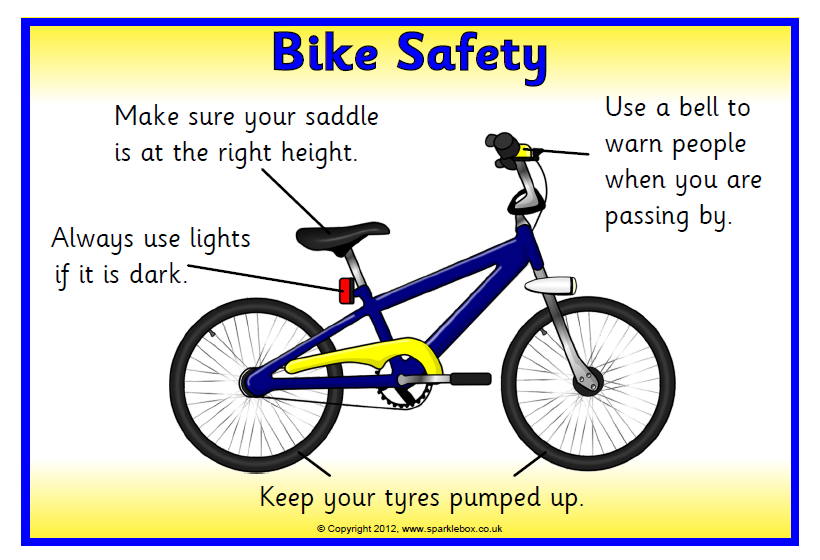 Bike Safety
Make sure your saddle
is at the right height.
Use a bell to
warn people
when you are
passing by.
Always use lights
if it is dark.
Keep your tyres pumped up.
© Copyright 2012, www.sparklebox.co.uk